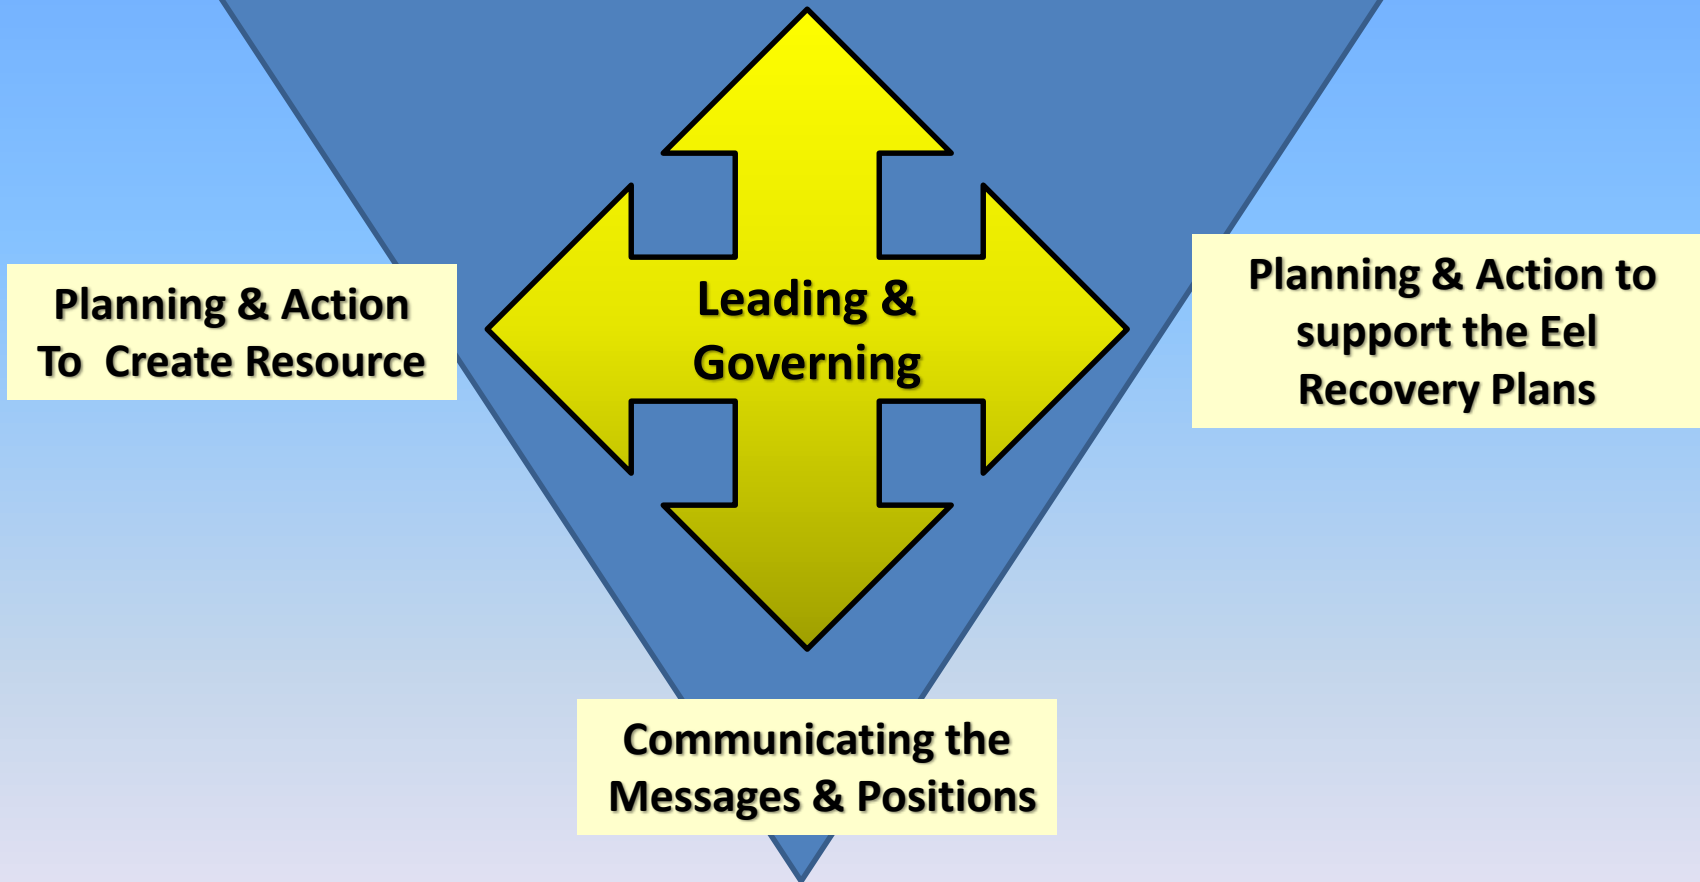 Leading &
Governing
Planning & Action
To  Create Resource
Planning & Action to
support the Eel
Recovery Plans
Communicating the
Messages & Positions